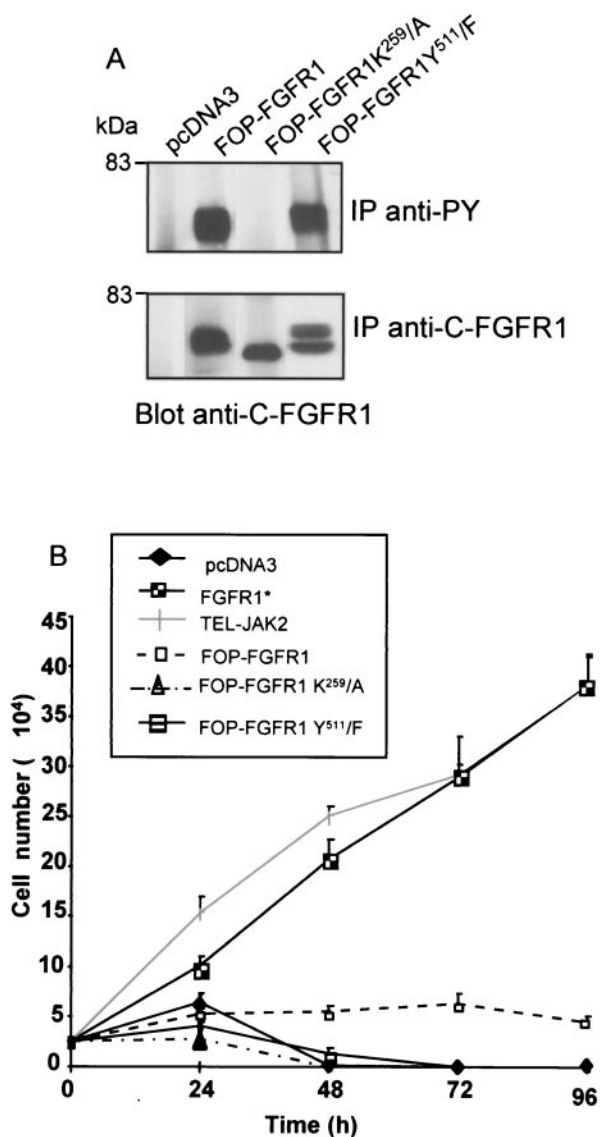 A
kDa
pcDNA3
FOP-FGFR1
FOP-FGFR1K²⁵⁹/A
FOP-FGFR1Y⁵¹¹/F
83
IP anti-PY
83
IP anti-C-FGFR1
Blot anti-C-FGFR1
B
pcDNA3
FGFR1*
TEL-JAK2
FOP-FGFR1
FOP-FGFR1 K²⁵⁹/A
FOP-FGFR1 Y⁵¹¹/F
Cell number ( 10⁴)
45
40
35
30
25
20
15
10
5
0
0
24
48
72
96
Time (h)